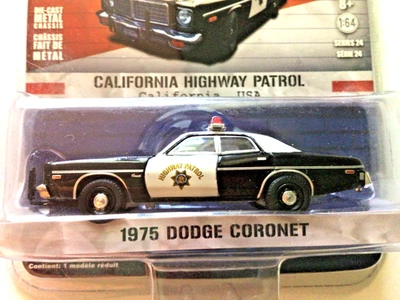 DIE-CAST
METAL
CHASSIS
CHÂSSIS
FAIT DE
MÉTAL
8+
1:64
SERIES 24
SÉRIE 24
CALIFORNIA HIGHWAY PATROL
California, USA
HIGHWAY PATROL
1975 DODGE CORONET
Contient: 1 modèle réduit